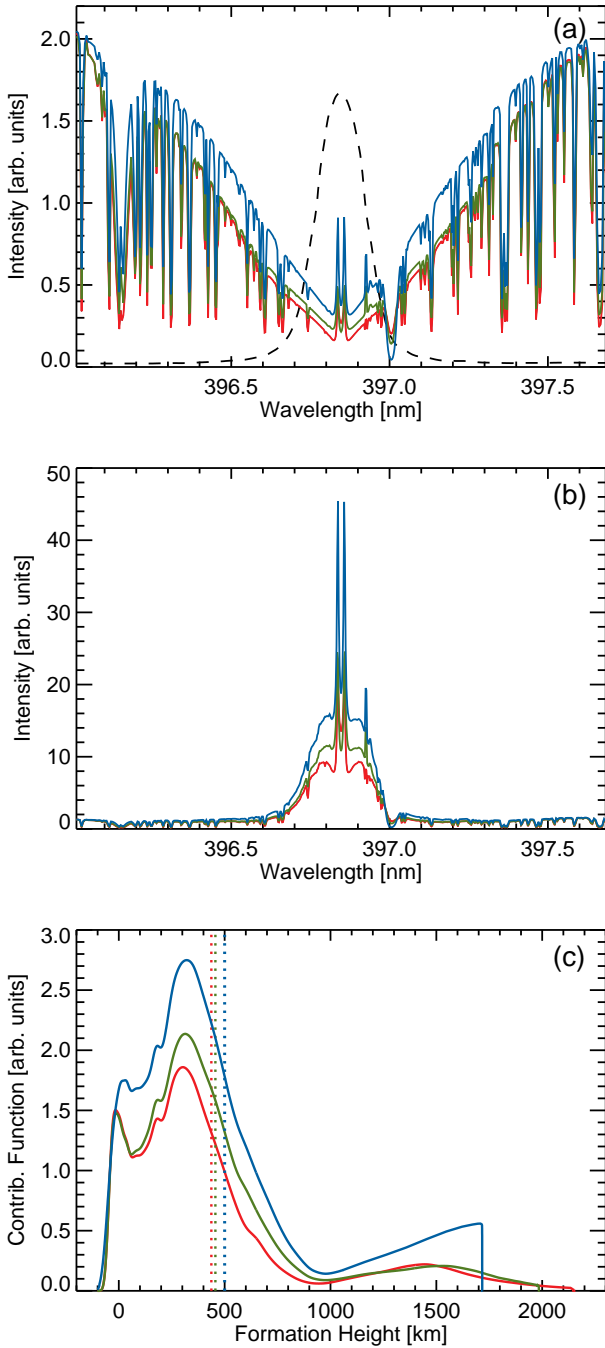 (a)
2.0
1.5
1.0
0.5
0.0
Intensity [arb. units]
396.5 397.0 397.5
Wavelength [nm]
(b)
50
40
30
20
10
0
Intensity [arb. units]
396.5 397.0 397.5
Wavelength [nm]
(c)
3.0
2.5
2.0
1.5
1.0
0.5
0.0
Contrib. Function [arb. units]
0 500 1000 1500 2000
Formation Height [km]